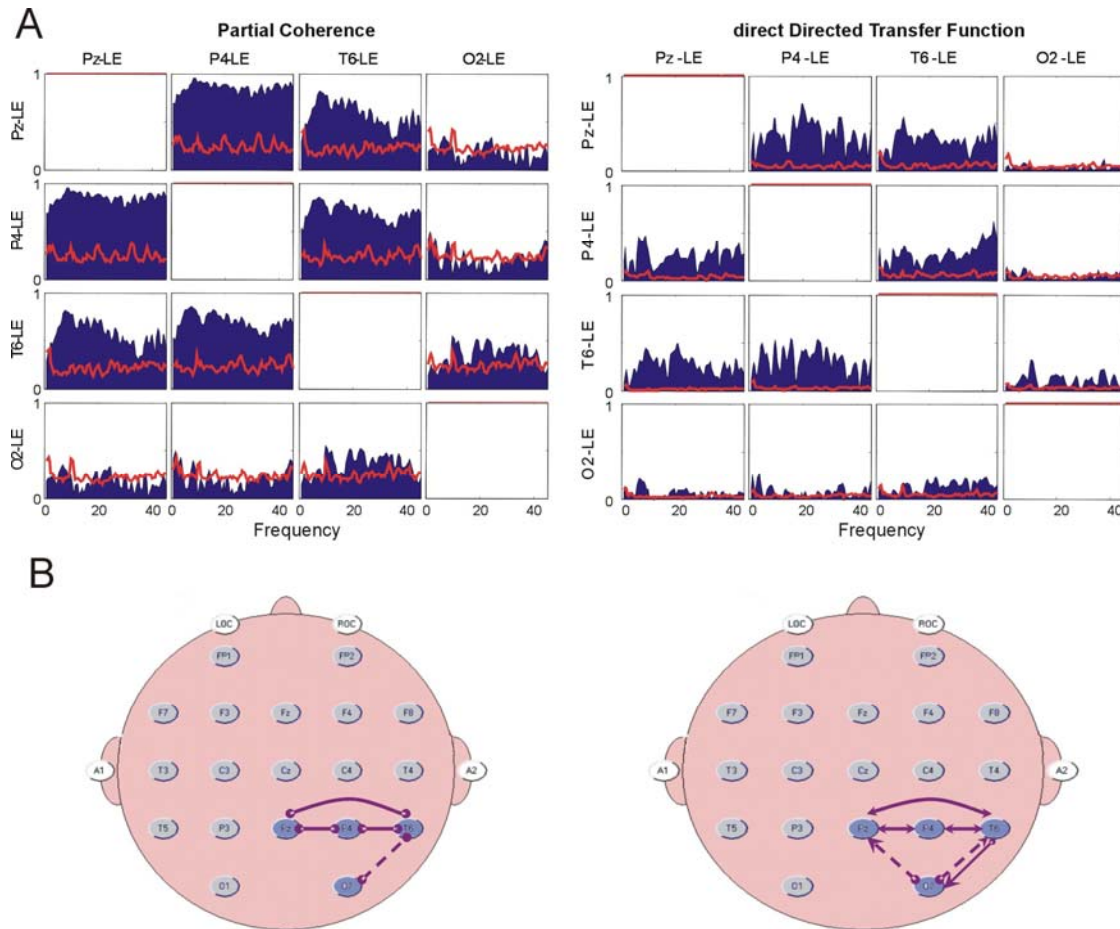 A
Partial Coherence
direct Directed Transfer Function
Pz-LE P4-LE T6-LE O2-LE
Pz -LE P4 -LE T6 -LE O2 -LE
1
Pz-LE
0
1
P4-LE
0
1
T6-LE
0
1
O2-LE
0
0 20 40 0 20 40 0 20 40 0 20 40
Frequency
1
Pz-LE
0
1
P4-LE
0
1
T6-LE
0
1
O2-LE
0
0 20 40 0 20 40 0 20 40 0 20 40
Frequency
B
LOC ROC
FP1 FP2
F7 F3 Fz F4 F8
A1 T3 C3 Cz C4 T4 A2
T5 P3 Pz P4 T6
O1
LOC ROC
FP1 FP2
F7 F3 Fz F4 F8
A1 T3 C3 Cz C4 T4 A2
T5 P3 Pz P4 T6
O1